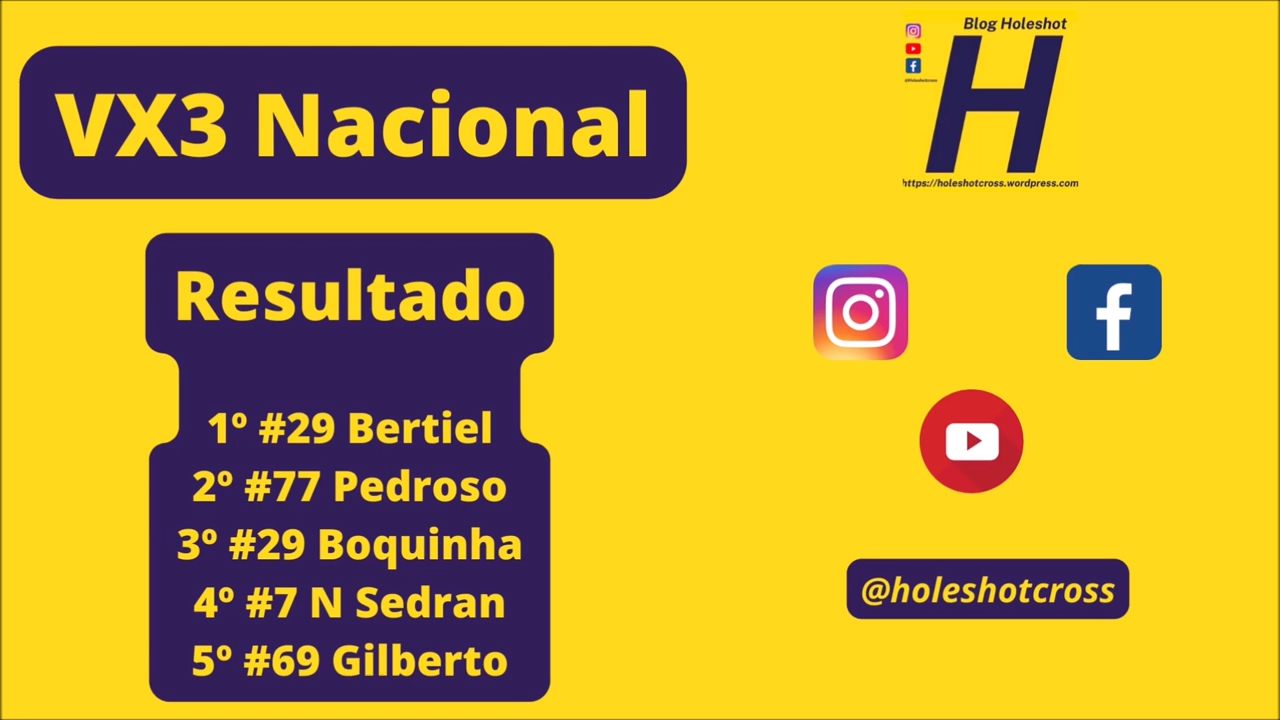 VX3 Nacional
Resultado
1º #29 Bertiel
2º #77 Pedroso
3º #29 Boquinha
4º #7 N Sedran
5º #69 Gilberto
Blog Holeshot
@Holeshotcross
H
https://holeshotcross.wordpress.com
@holeshotcross